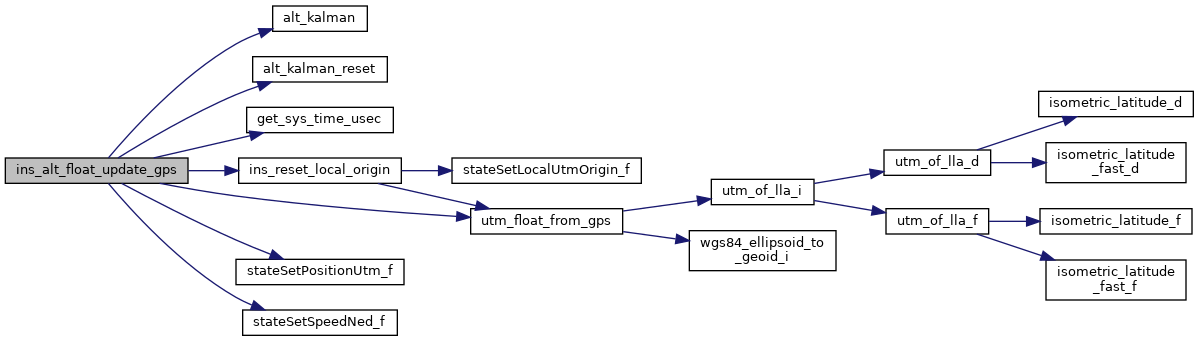 alt_kalman
alt_kalman_reset
get_sys_time_usec
ins_alt_float_update_gps
ins_reset_local_origin
stateSetPositionUtm_f
stateSetSpeedNed_f
stateSetLocalUtmOrigin_f
utm_float_from_gps
utm_of_lla_i
wgs84_ellipsoid_to
_geoid_i
utm_of_lla_d
utm_of_lla_f
isometric_latitude_d
isometric_latitude
_fast_d
isometric_latitude_f
isometric_latitude
_fast_f